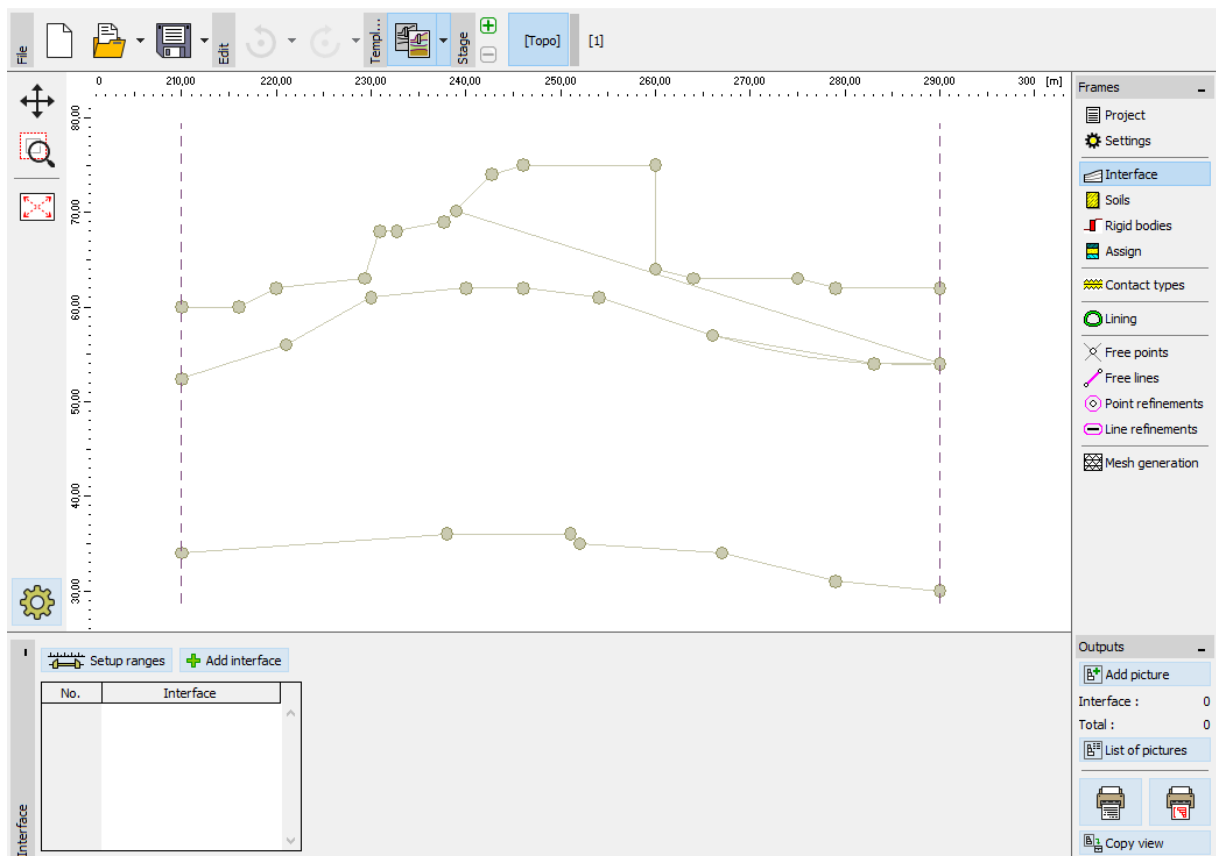 File
Edit
Templ...
Stage
[Topo]
[1]
0 210,00 220,00 230,00 240,00 250,00 260,00 270,00 280,00 290,00 300 [m]
80,00
70,00
60,00
50,00
40,00
30,00
Frames
Project
Settings
Interface
Soils
Rigid bodies
Assign
Contact types
Lining
Free points
Free lines
Point refinements
Line refinements
Mesh generation
Interface
Setup ranges
Add interface
No. Interface
Outputs
Add picture
Interface : 0
Total : 0
List of pictures
Copy view